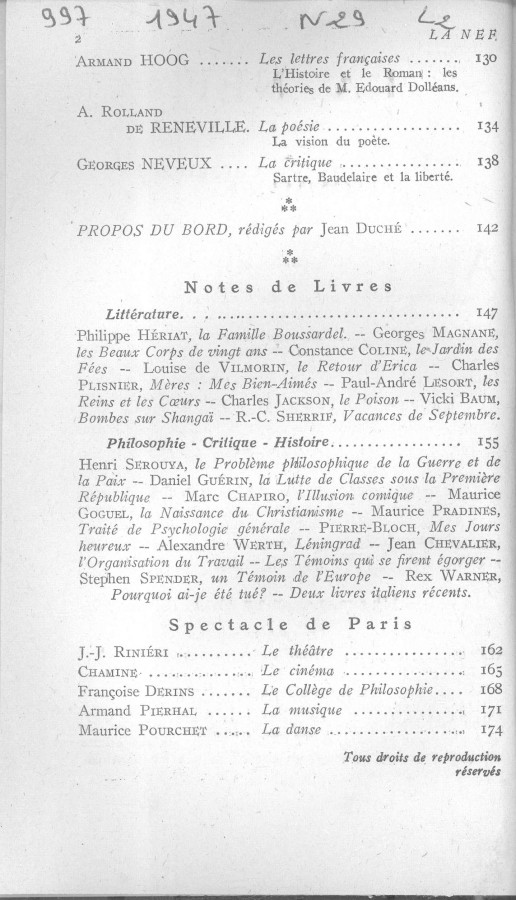 997 1947 N29 L2
2 LA NEF
ARMAND HOOG ....... Les lettres françaises ....... 130
L'Histoire et le Roman : les
théories de M. Edouard Dolléans.
A. ROLLAND
DE RENEVILLE. La poésie .................. 134
La vision du poète.
GEORGES NEVEUX .... La critique ................ 138
Sartre, Baudelaire et la liberté.
***
PROPOS DU BORD, rédigés par Jean DUCHÉ ....... 142
***
Notes de Livres
Littérature. ................................ 147
Philippe HÉRIAT, la Famille Boussardel. -- Georges MAGNANE,
les Beaux Corps de vingt ans -- Constance COLINE, le Jardin des
Fées -- Louise de VILMORIN, le Retour d'Erica -- Charles
PLISNIER, Mères : Mes Bien-Aimés -- Paul-André LESORT, les
Reins et les Cœurs -- Charles JACKSON, le Poison -- Vicki BAUM,
Bombes sur Shangaï -- R.-C. SHERRIF, Vacances de Septembre.
Philosophie - Critique - Histoire.................. 155
Henri SEROUYA, le Problème philosophique de la Guerre et de
la Paix -- Daniel GUÉRIN, la Lutte de Classes sous la Première
République -- Marc CHAPIRO, l'Illusion comique -- Maurice
GOGUEL, la Naissance du Christianisme -- Maurice PRADINES,
Traité de Psychologie générale -- PIERRE-BLOCH, Mes Jours
heureux -- Alexandre WERTH, Léningrad -- Jean CHEVALIER,
l'Organisation du Travail -- Les Témoins qui se firent égorger --
Stephen SPENDER, un Témoin de l'Europe -- Rex WARNER,
Pourquoi ai-je été tué? -- Deux livres italiens récents.
Spectacle de Paris
J.-J. RINIÉRI .......... Le théâtre ................ 162
CHAMINE ............... Le cinéma ................ 165
Françoise DERINS ....... Le Collège de Philosophie.... 168
Armand PIERHAL ...... La musique ............... 171
Maurice POURCHET ...... La danse ................... 174
Tous droits de reproduction
réservés